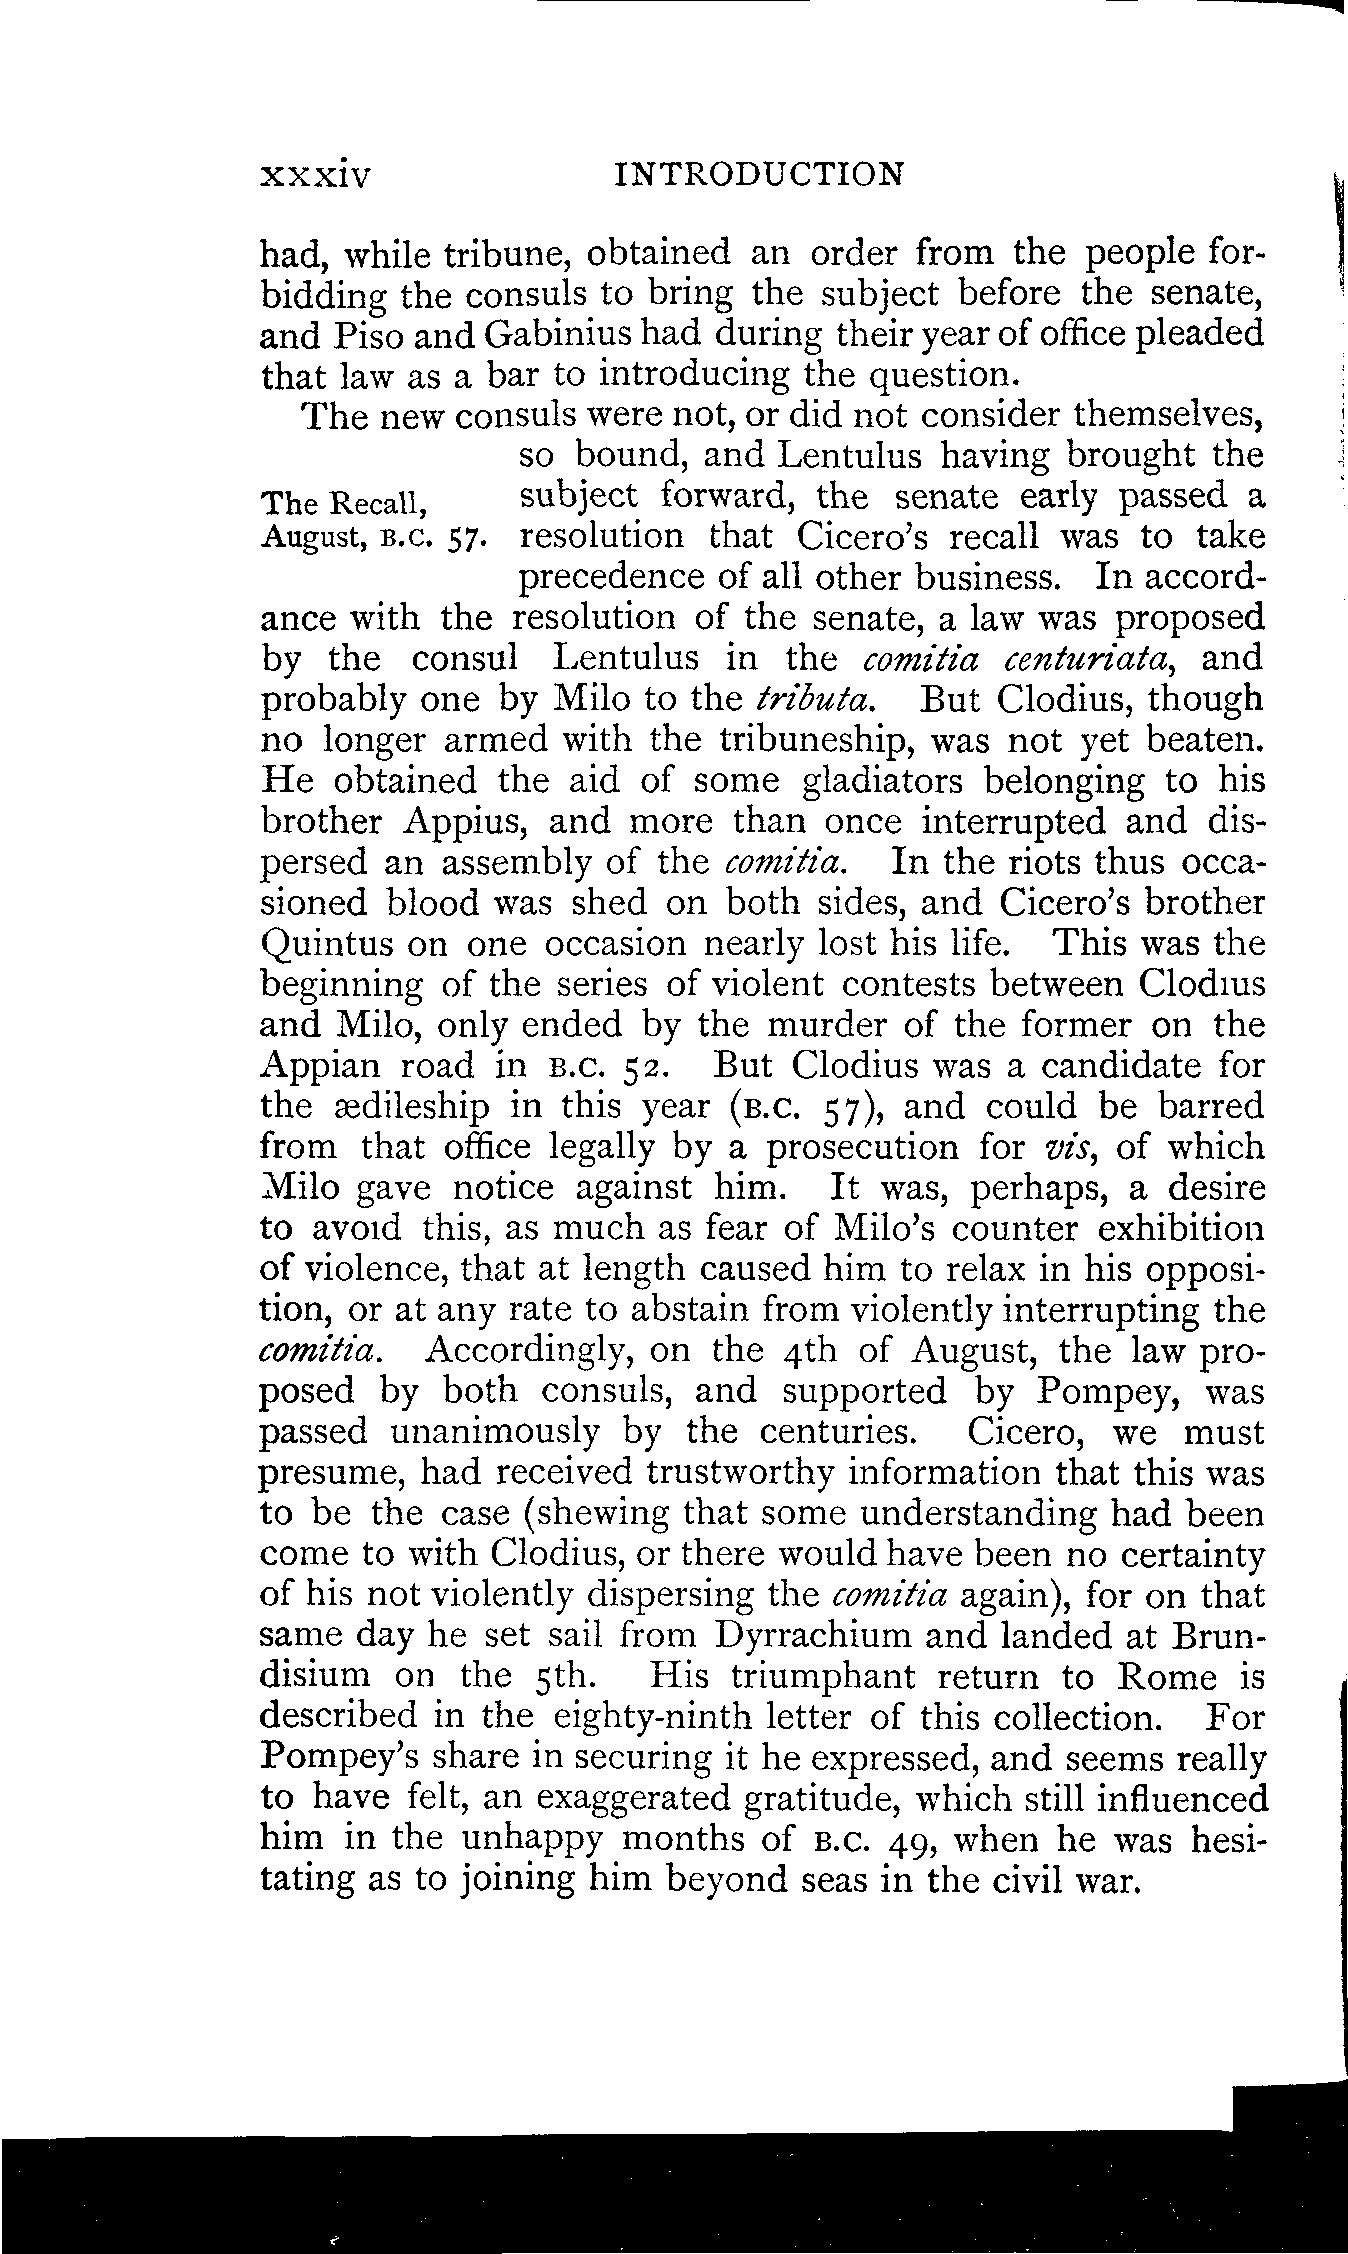 xxxiv INTRODUCTION
had, while tribune, obtained an order from the people for-
bidding the consuls to bring the subject before the senate,
and Piso and Gabinius had during their year of office pleaded
that law as a bar to introducing the question.
The new consuls were not, or did not consider themselves,
so bound, and Lentulus having brought the
The Recall, subject forward, the senate early passed a
August, B.C. 57. resolution that Cicero's recall was to take
precedence of all other business. In accord-
ance with the resolution of the senate, a law was proposed
by the consul Lentulus in the comitia centuriata, and
probably one by Milo to the tributa. But Clodius, though
no longer armed with the tribuneship, was not yet beaten.
He obtained the aid of some gladiators belonging to his
brother Appius, and more than once interrupted and dis-
persed an assembly of the comitia. In the riots thus occa-
sioned blood was shed on both sides, and Cicero's brother
Quintus on one occasion nearly lost his life. This was the
beginning of the series of violent contests between Clodius
and Milo, only ended by the murder of the former on the
Appian road in B.C. 52. But Clodius was a candidate for
the ædileship in this year (B.C. 57), and could be barred
from that office legally by a prosecution for vis, of which
Milo gave notice against him. It was, perhaps, a desire
to avoid this, as much as fear of Milo's counter exhibition
of violence, that at length caused him to relax in his opposi-
tion, or at any rate to abstain from violently interrupting the
comitia. Accordingly, on the 4th of August, the law pro-
posed by both consuls, and supported by Pompey, was
passed unanimously by the centuries. Cicero, we must
presume, had received trustworthy information that this was
to be the case (shewing that some understanding had been
come to with Clodius, or there would have been no certainty
of his not violently dispersing the comitia again), for on that
same day he set sail from Dyrrachium and landed at Brun-
disium on the 5th. His triumphant return to Rome is
described in the eighty-ninth letter of this collection. For
Pompey's share in securing it he expressed, and seems really
to have felt, an exaggerated gratitude, which still influenced
him in the unhappy months of B.C. 49, when he was hesi-
tating as to joining him beyond seas in the civil war.